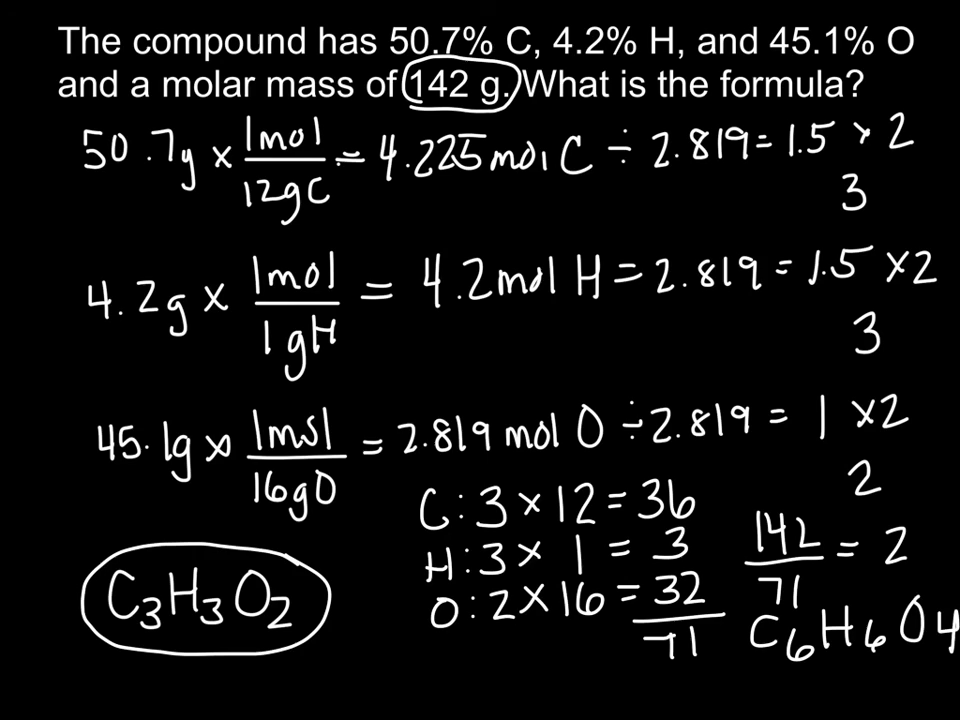 The compound has 50.7% C, 4.2% H, and 45.1% O
and a molar mass of 142 g. What is the formula?
50.7g x 1mol/12gC = 4.225 mol C ÷ 2.819 = 1.5 x 2
3
4.2g x 1mol/1gH = 4.2 mol H = 2.819 = 1.5 x2
3
45.1g x 1mol/16gO = 2.819 mol O ÷ 2.819 = 1 x2
2
C: 3 x 12 = 36
H: 3 x 1 = 3
O: 2 x 16 = 32
71
142/71 = 2
C3H3O2
C6H6O4